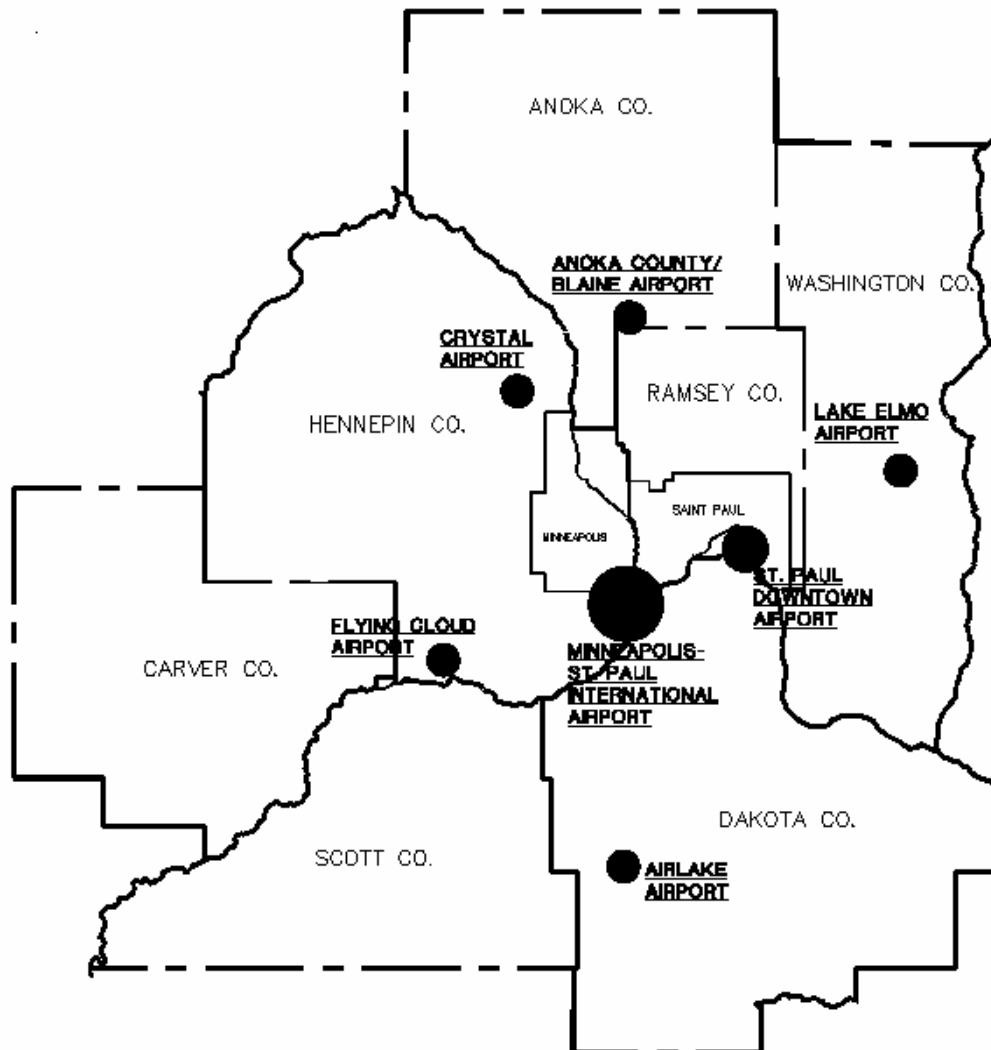 ANOKA CO.
ANOKA COUNTY/
BLAINE AIRPORT
WASHINGTON CO.
CRYSTAL
AIRPORT
RAMSEY CO.
HENNEPIN CO.
LAKE ELMO
AIRPORT
SAINT PAUL
MINNEAPOLIS
ST. PAUL
DOWNTOWN
AIRPORT
FLYING CLOUD
AIRPORT
MINNEAPOLIS-
ST. PAUL
INTERNATIONAL
AIRPORT
CARVER CO.
DAKOTA CO.
SCOTT CO.
AIRLAKE
AIRPORT